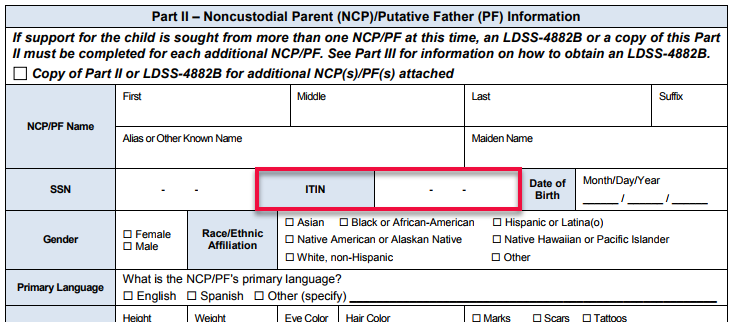 Part II – Noncustodial Parent (NCP)/Putative Father (PF) Information
If support for the child is sought from more than one NCP/PF at this time, an LDSS-4882B or a copy of this Part
II must be completed for each additional NCP/PF. See Part III for information on how to obtain an LDSS-4882B.
☐ Copy of Part II or LDSS-4882B for additional NCP(s)/PF(s) attached
NCP/PF Name
First Middle Last Suffix
Alias or Other Known Name Maiden Name
SSN - - ITIN - - Date of Birth Month/Day/Year
_____ / _____ / _____
Gender
☐ Female
☐ Male
Race/Ethnic
Affiliation
☐ Asian ☐ Black or African-American ☐ Hispanic or Latina(o)
☐ Native American or Alaskan Native ☐ Native Hawaiian or Pacific Islander
☐ White, non-Hispanic ☐ Other
Primary Language
What is the NCP/PF's primary language?
☐ English ☐ Spanish ☐ Other (specify) _____
Height Weight Eye Color Hair Color ☐ Marks ☐ Scars ☐ Tattoos